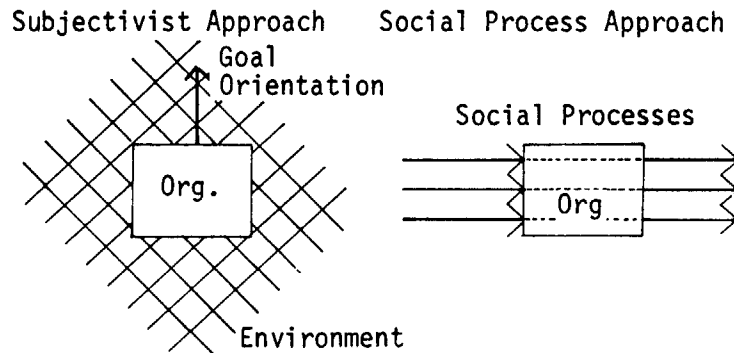 Subjectivist Approach
Goal
Orientation
Org.
Environment
Social Process Approach
Social Processes
Org